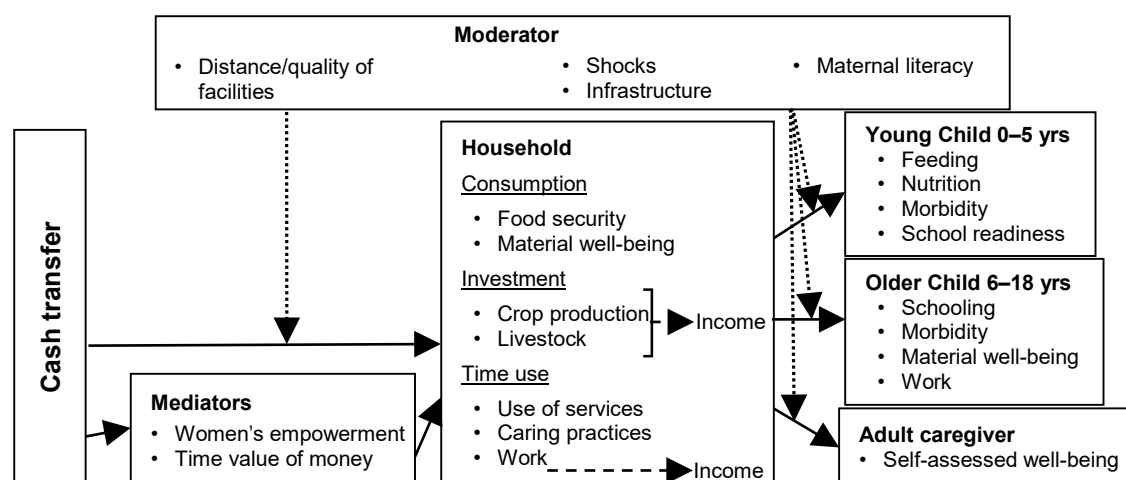 Moderator
• Distance/quality of
facilities
• Shocks
• Infrastructure
• Maternal literacy
Cash transfer
Mediators
• Women’s empowerment
• Time value of money
Household
Consumption
• Food security
• Material well-being
Investment
• Crop production
• Livestock
Income
Time use
• Use of services
• Caring practices
• Work
Income
Young Child 0–5 yrs
• Feeding
• Nutrition
• Morbidity
• School readiness
Older Child 6–18 yrs
• Schooling
• Morbidity
• Material well-being
• Work
Adult caregiver
• Self-assessed well-being